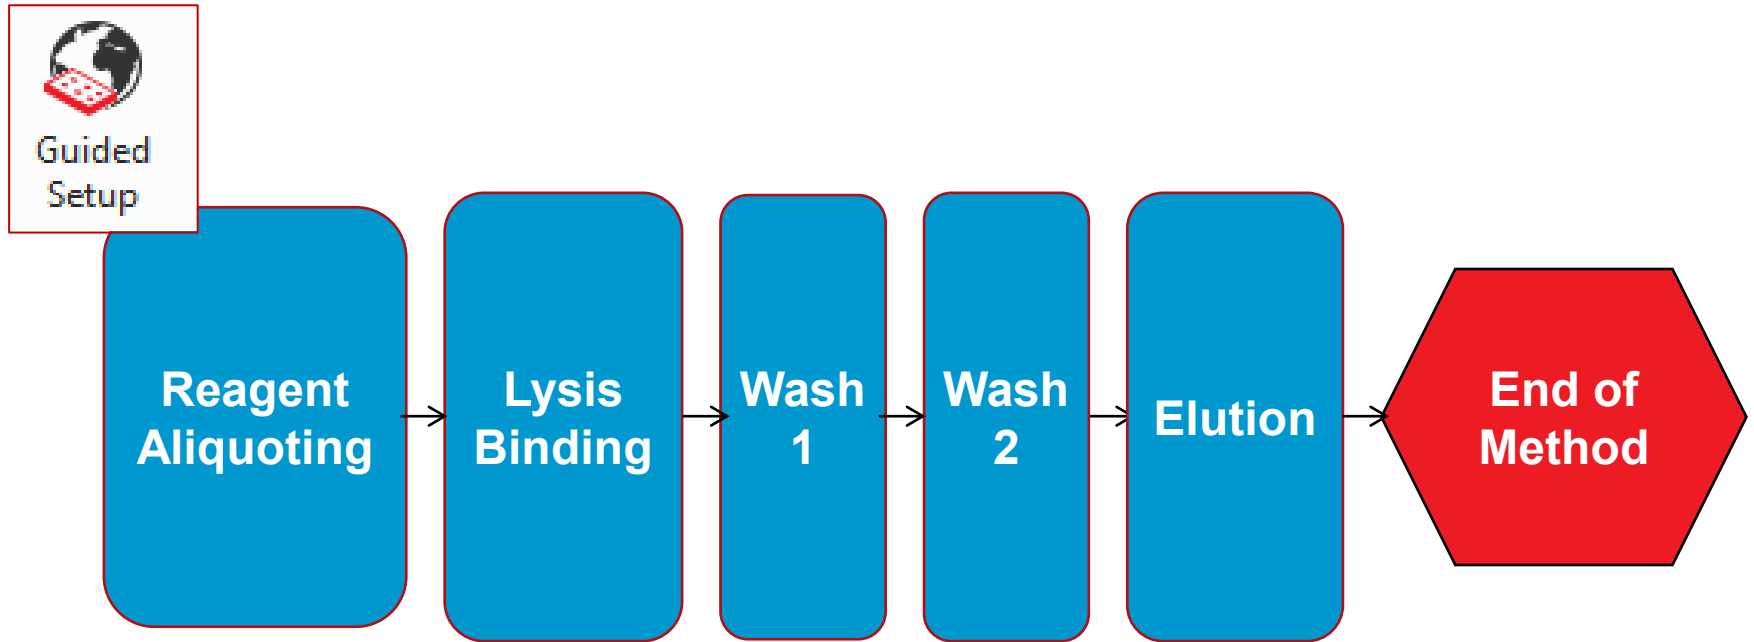 Guided
Setup
Reagent
Aliquoting
Lysis
Binding
Wash
1
Wash
2
Elution
End of
Method